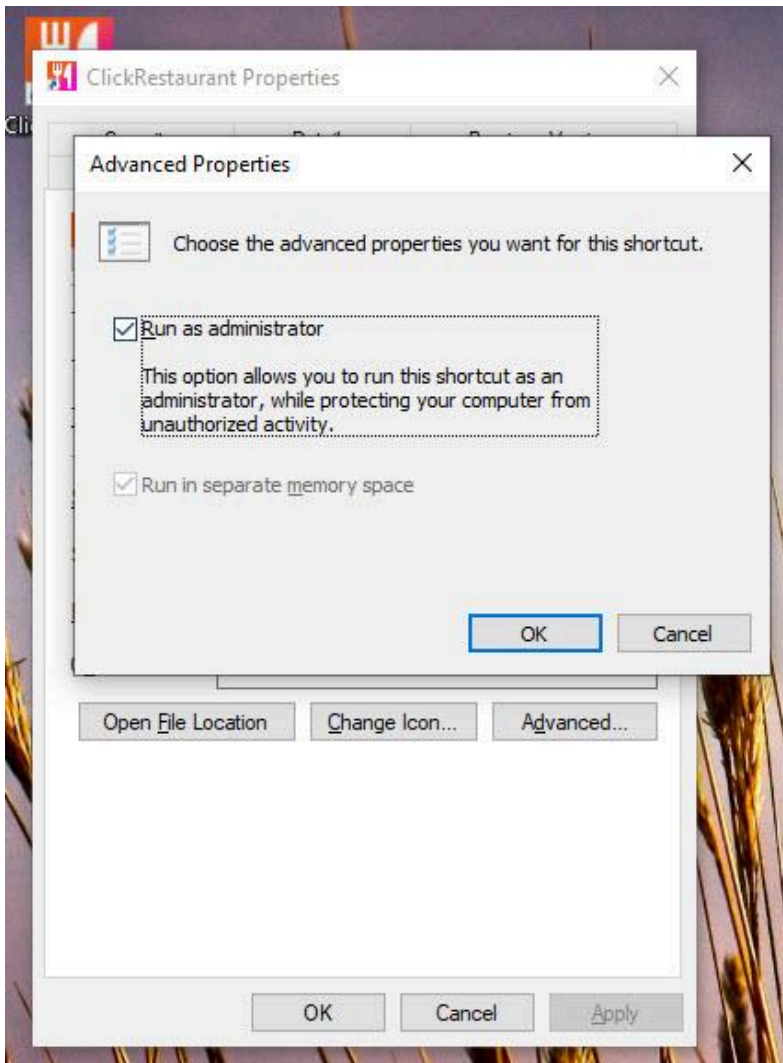 Cli
ClickRestaurant Properties
Advanced Properties
Choose the advanced properties you want for this shortcut.
Run as administrator
This option allows you to run this shortcut as an
administrator, while protecting your computer from
unauthorized activity.
Run in separate memory space
OK Cancel
Open File Location Change Icon... Advanced...
OK Cancel Apply